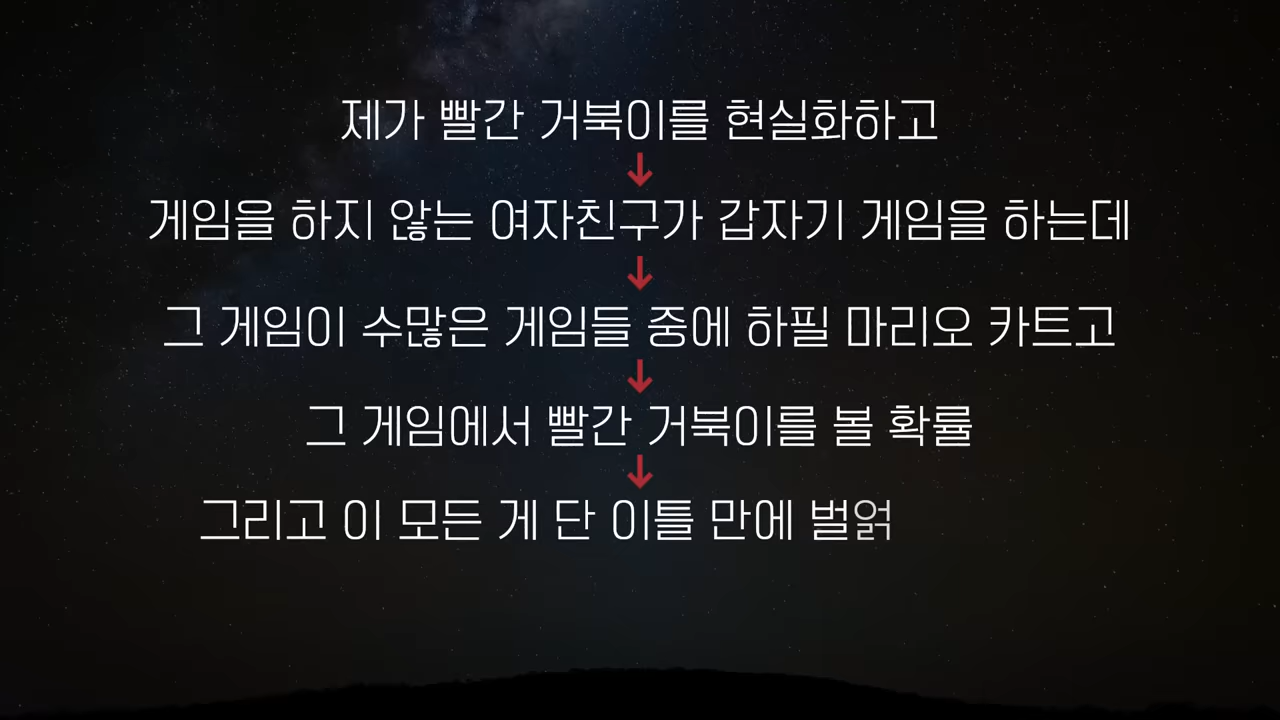 제가 빨간 거북이를 현실화하고
게임을 하지 않는 여자친구가 갑자기 게임을 하는데
그 게임이 수많은 게임들 중에 하필 마리오 카트고
그 게임에서 빨간 거북이를 볼 확률
그리고 이 모든 게 단 이틀 만에 벌얽